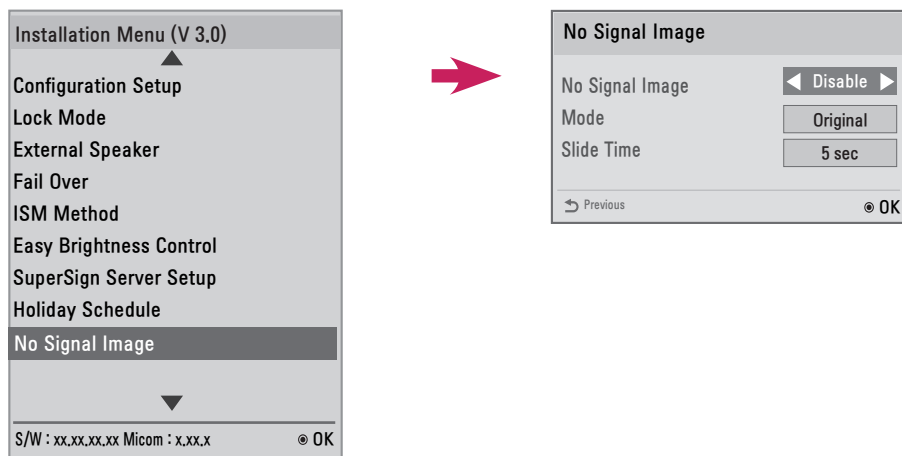 Installation Menu (V 3.0)
Configuration Setup
Lock Mode
External Speaker
Fail Over
ISM Method
Easy Brightness Control
SuperSign Server Setup
Holiday Schedule
No Signal Image
S/W : xx.xx.xx.xx Micom : x.xx.x ◉ OK
No Signal Image
No Signal Image ◀ Disable ▶
Mode Original
Slide Time 5 sec
Previous ◉ OK